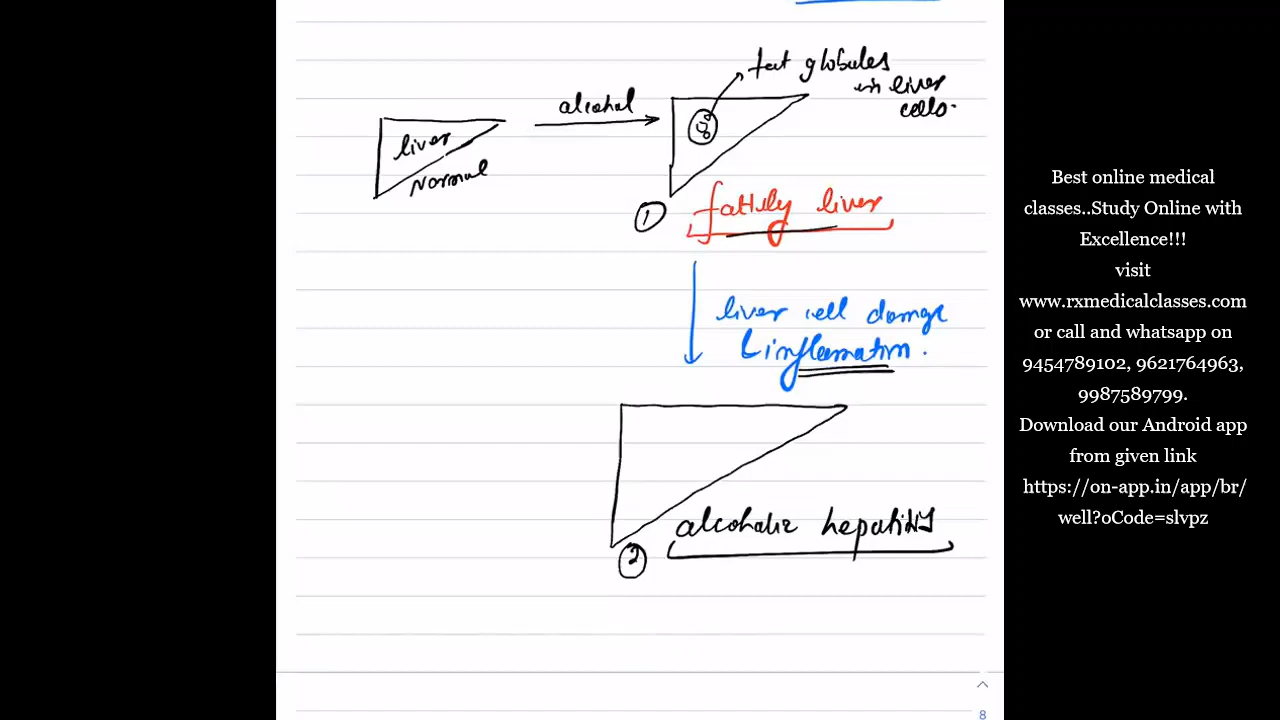 fat globules
in liver
cells.
alcohol
liver
Normal
1
fattily liver
liver cell damage
& inflammation.
alcoholic hepatitis
2
8
Best online medical
classes..Study Online with
Excellence!!!
visit
www.rxmedicalclasses.com
or call and whatsapp on
9454789102, 9621764963,
9987589799.
Download our Android app
from given link
https://on-app.in/app/br/
well?oCode=slvpz